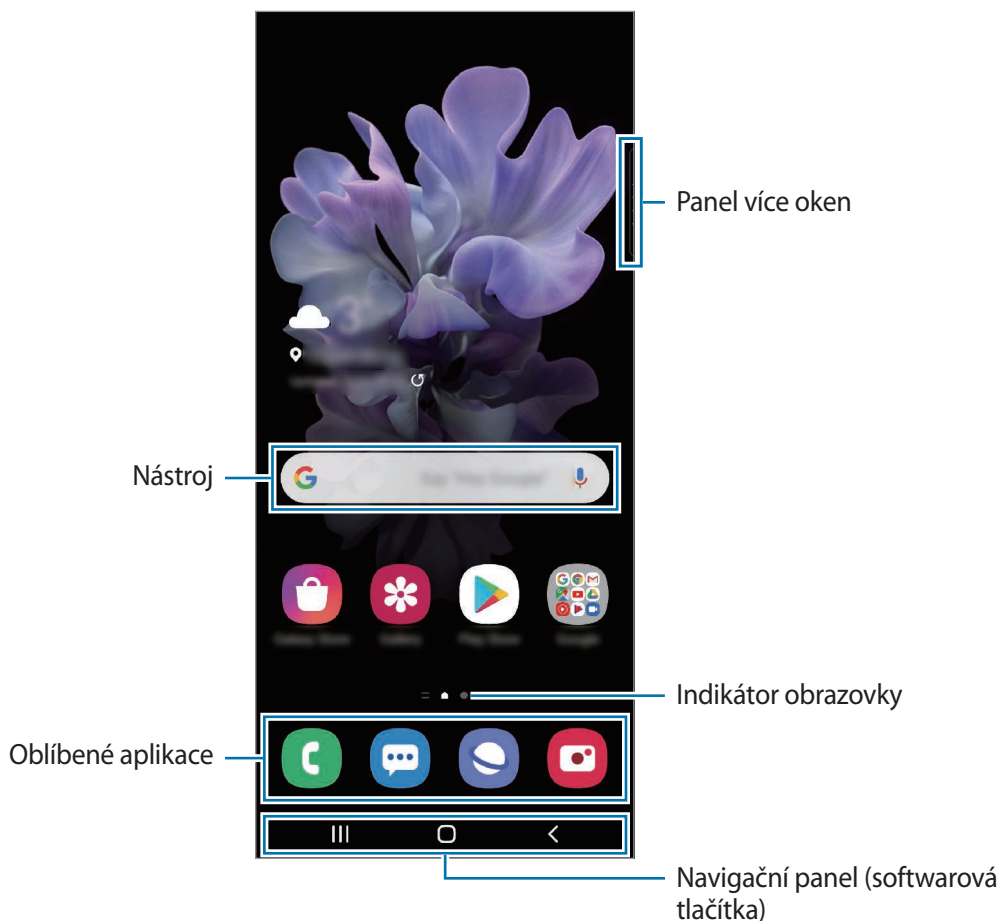 Panel více oken
Nástroj
Indikátor obrazovky
Oblíbené aplikace
Navigační panel (softwarová
tlačítka)